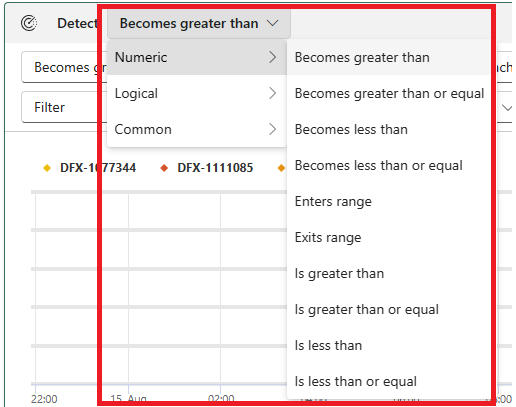 Detect Becomes greater than
Numeric
Logical
Common
Becomes greater than
Becomes greater than or equal
Becomes less than
Becomes less than or equal
Enters range
Exits range
Is greater than
Is greater than or equal
Is less than
Is less than or equal
Becomes gr
Filter
DFX-1077344 DFX-1111085
22:00 15. Aug 02:00